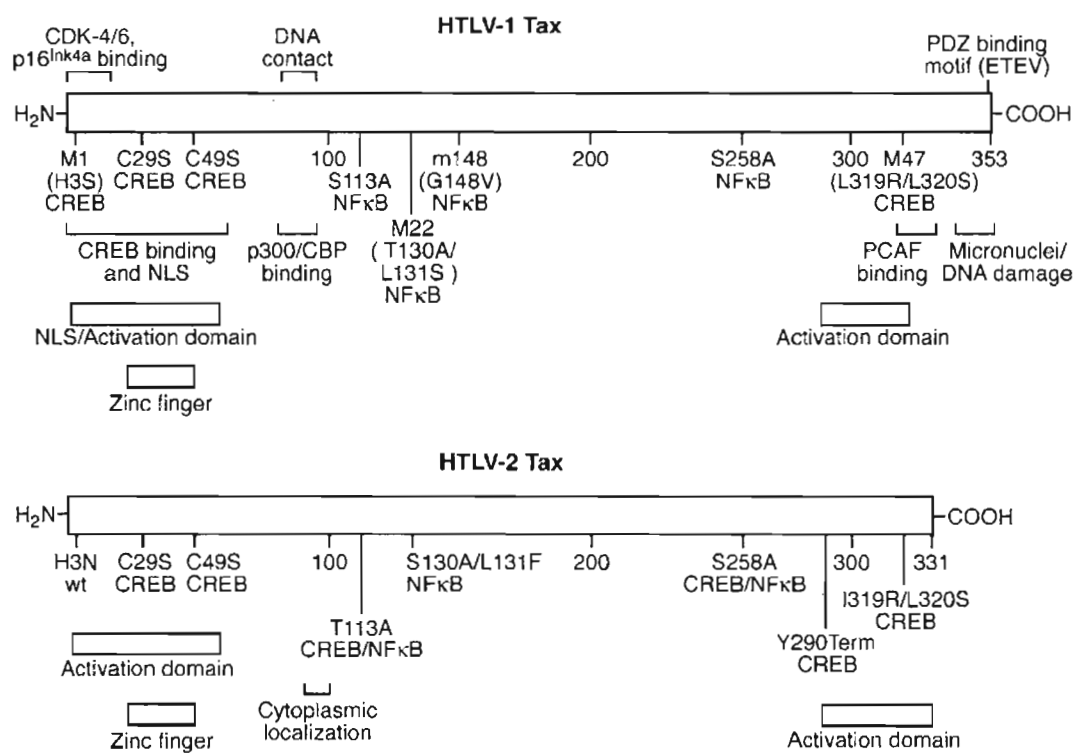 HTLV-1 Tax
CDK-4/6,
p16Ink4a binding
DNA
contact
PDZ binding
motif (ETEV)
H2N
COOH
M1
(H3S)
CREB
C29S
CREB
C49S
CREB
100
S113A
NFκB
M22
( T130A/
L131S )
NFκB
m148
(G148V)
NFκB
200
S258A
NFκB
300
M47
(L319R/L320S)
CREB
353
CREB binding
and NLS
p300/CBP
binding
PCAF
binding
Micronuclei/
DNA damage
NLS/Activation domain
Activation domain
Zinc finger
HTLV-2 Tax
H2N
COOH
H3N
wt
C29S
CREB
C49S
CREB
100
T113A
CREB/NFκB
S130A/L131F
NFκB
200
S258A
CREB/NFκB
Y290Term
CREB
300
I319R/L320S
CREB
331
Activation domain
Cytoplasmic
localization
Zinc finger
Activation domain